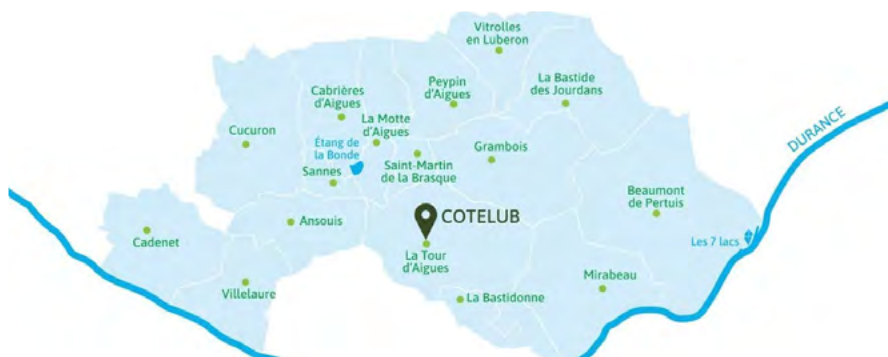 Vitrolles
en Luberon
Cabrières
d'Aigues
Peypin
d'Aigues
La Bastide
des Jourdans
DURANCE
Cucuron
La Motte
d'Aigues
Étang de
la Bonde
Grambois
Saint-Martin
de la Brasque
Sannes
Beaumont
de Pertuis
Ansouis
COTELUB
Cadenet
Les 7 lacs
La Tour
d'Aigues
Mirabeau
Villelaure
La Bastidonne